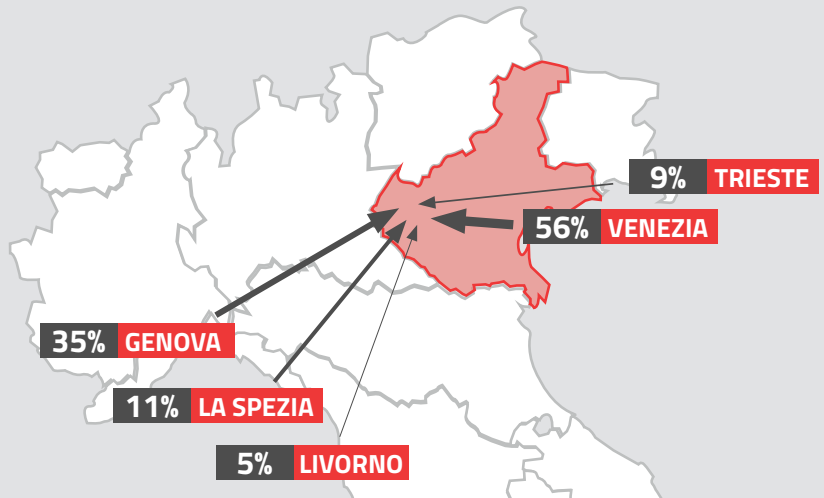 9% TRIESTE
56% VENEZIA
35% GENOVA
11% LA SPEZIA
5% LIVORNO